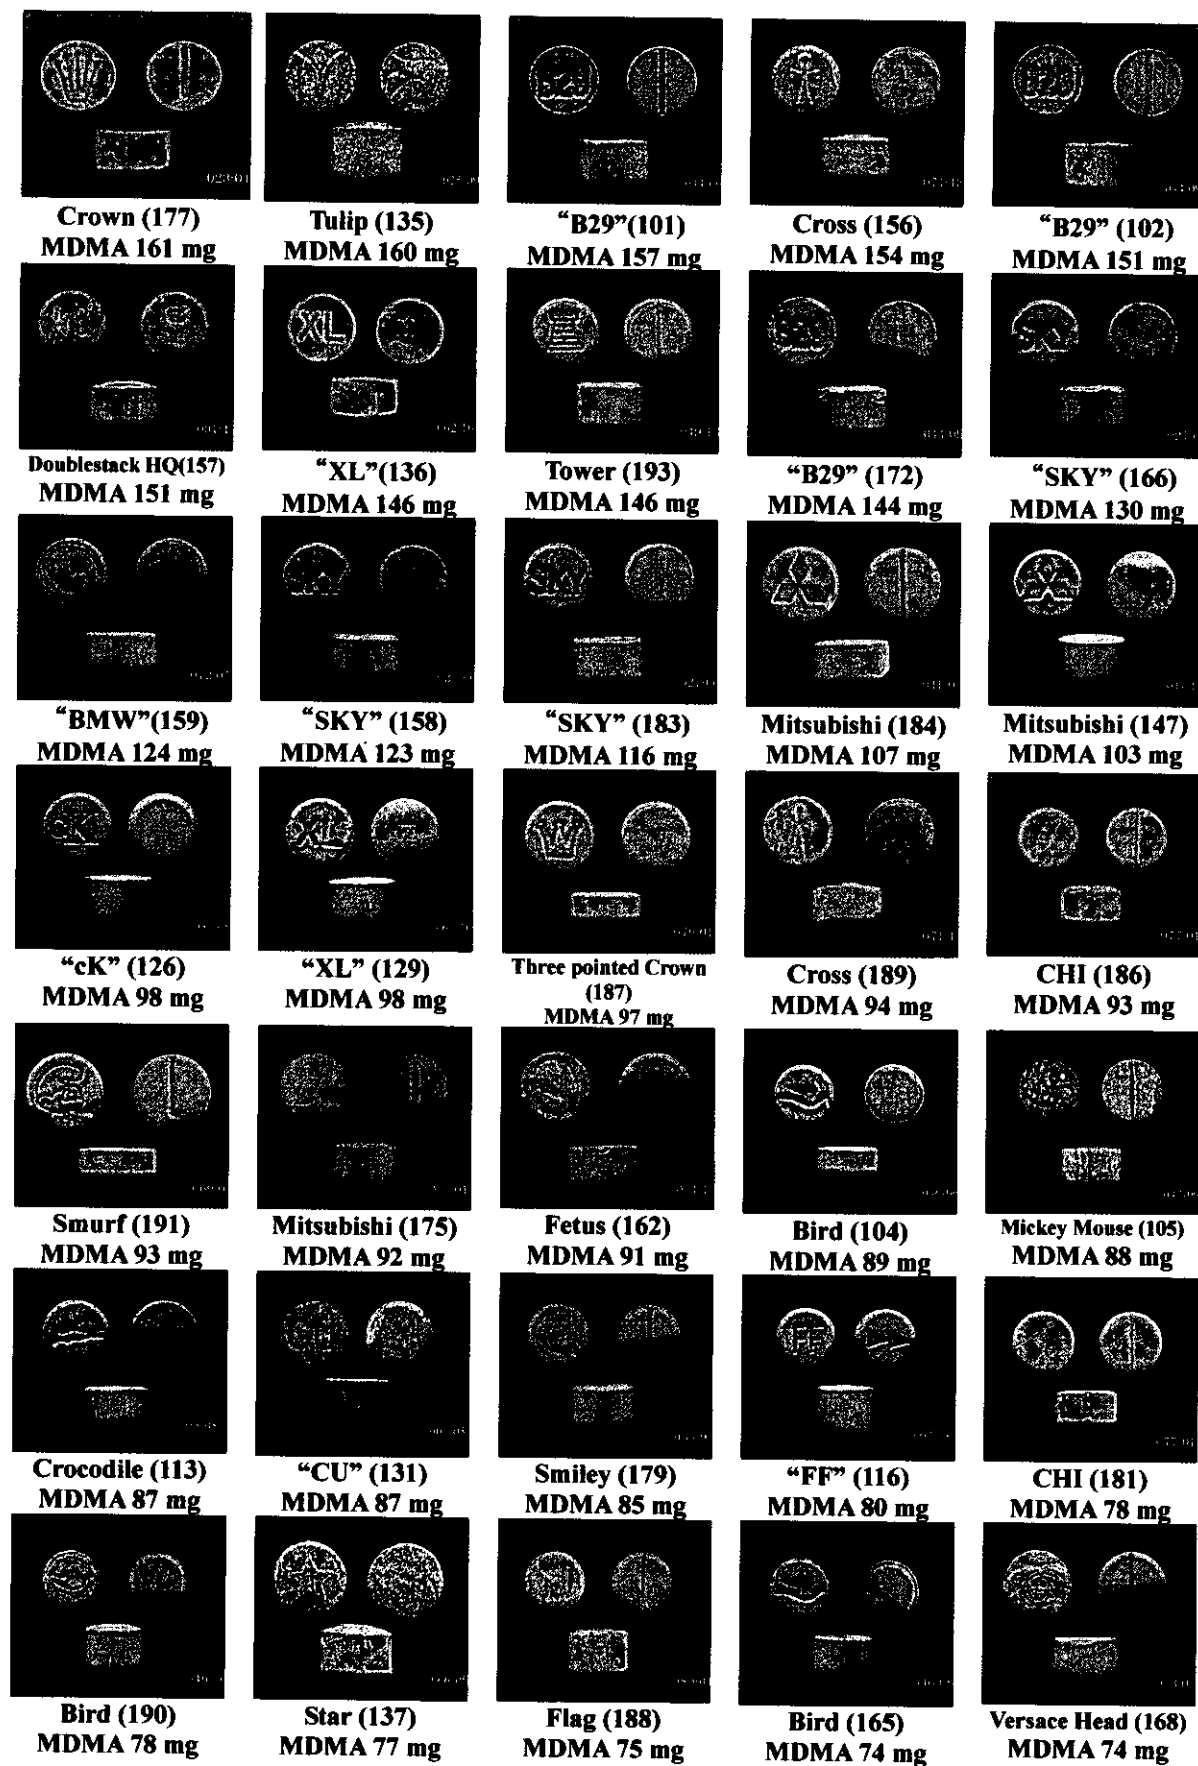 Crown (177)
MDMA 161 mg
Tulip (135)
MDMA 160 mg
“B29”(101)
MDMA 157 mg
Cross (156)
MDMA 154 mg
“B29” (102)
MDMA 151 mg
Doublestack HQ(157)
MDMA 151 mg
XL
“XL”(136)
MDMA 146 mg
Tower (193)
MDMA 146 mg
“B29” (172)
MDMA 144 mg
“SKY” (166)
MDMA 130 mg
“BMW”(159)
MDMA 124 mg
“SKY” (158)
MDMA 123 mg
“SKY” (183)
MDMA 116 mg
Mitsubishi (184)
MDMA 107 mg
Mitsubishi (147)
MDMA 103 mg
cK
“cK” (126)
MDMA 98 mg
XL
“XL” (129)
MDMA 98 mg
Three pointed Crown
(187)
MDMA 97 mg
Cross (189)
MDMA 94 mg
CHI (186)
MDMA 93 mg
Smurf (191)
MDMA 93 mg
Mitsubishi (175)
MDMA 92 mg
Fetus (162)
MDMA 91 mg
Bird (104)
MDMA 89 mg
Mickey Mouse (105)
MDMA 88 mg
Crocodile (113)
MDMA 87 mg
“CU” (131)
MDMA 87 mg
Smiley (179)
MDMA 85 mg
FF
“FF” (116)
MDMA 80 mg
CHI (181)
MDMA 78 mg
Bird (190)
MDMA 78 mg
Star (137)
MDMA 77 mg
Flag (188)
MDMA 75 mg
Bird (165)
MDMA 74 mg
Versace Head (168)
MDMA 74 mg